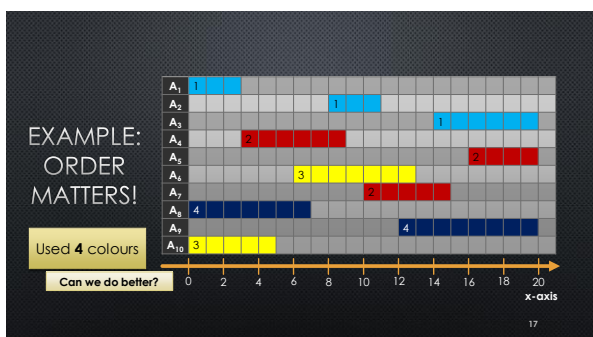 EXAMPLE:
ORDER
MATTERS!
Used 4 colours
Can we do better?
A1 1
A2 1
A3 1
A4 2
A5 2
A6 3
A7 2
A8 4
A9 4
A10 3
0 2 4 6 8 10 12 14 16 18 20
x-axis
17